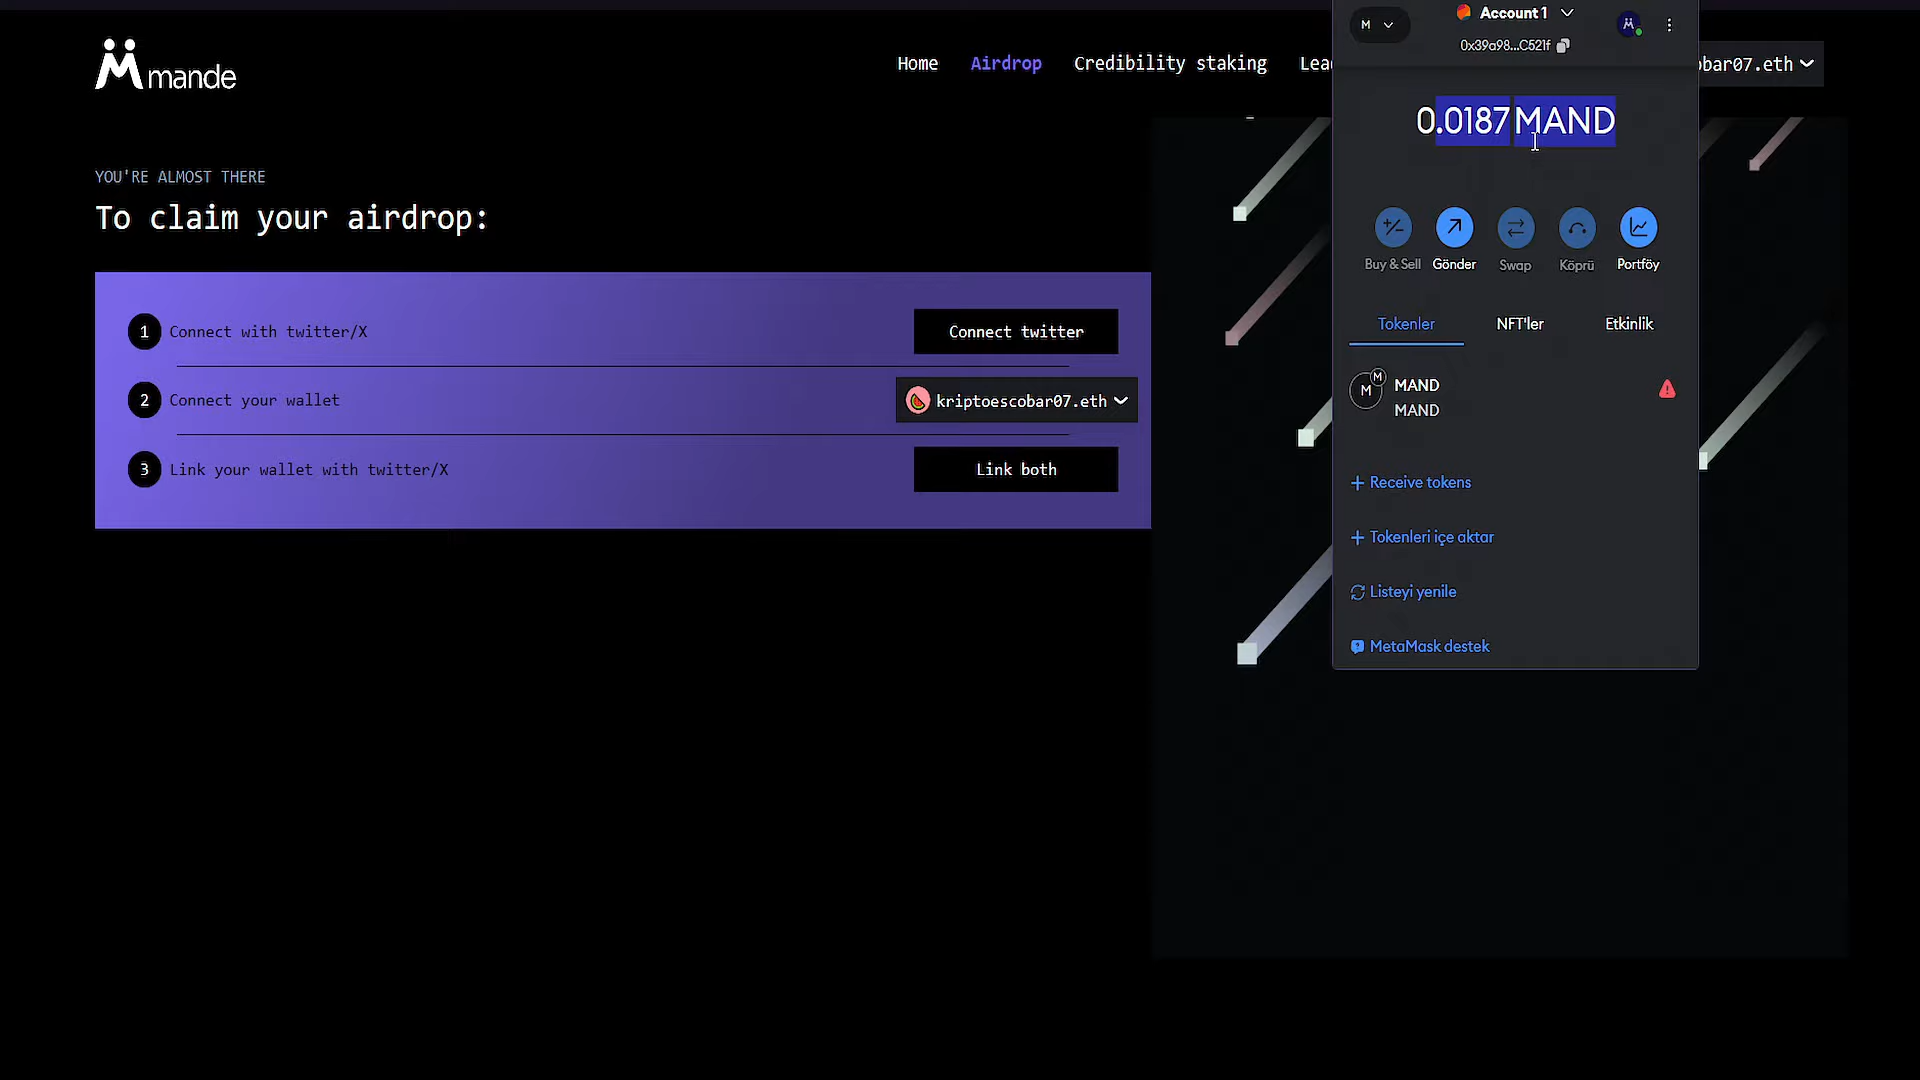 mande
Home
Airdrop
Credibility staking
obar07.eth
YOU'RE ALMOST THERE
To claim your airdrop:
1 Connect with twitter/X
Connect twitter
2 Connect your wallet
kriptoescobar07.eth
3 Link your wallet with twitter/X
Link both
M
Account 1
0x39a98...C521f
0.0187 MAND
Buy & Sell
Gönder
Swap
Köprü
Portföy
Tokenler
NFT'ler
Etkinlik
M
M
MAND
MAND
+ Receive tokens
+ Tokenleri içe aktar
Listeyi yenile
MetaMask destek